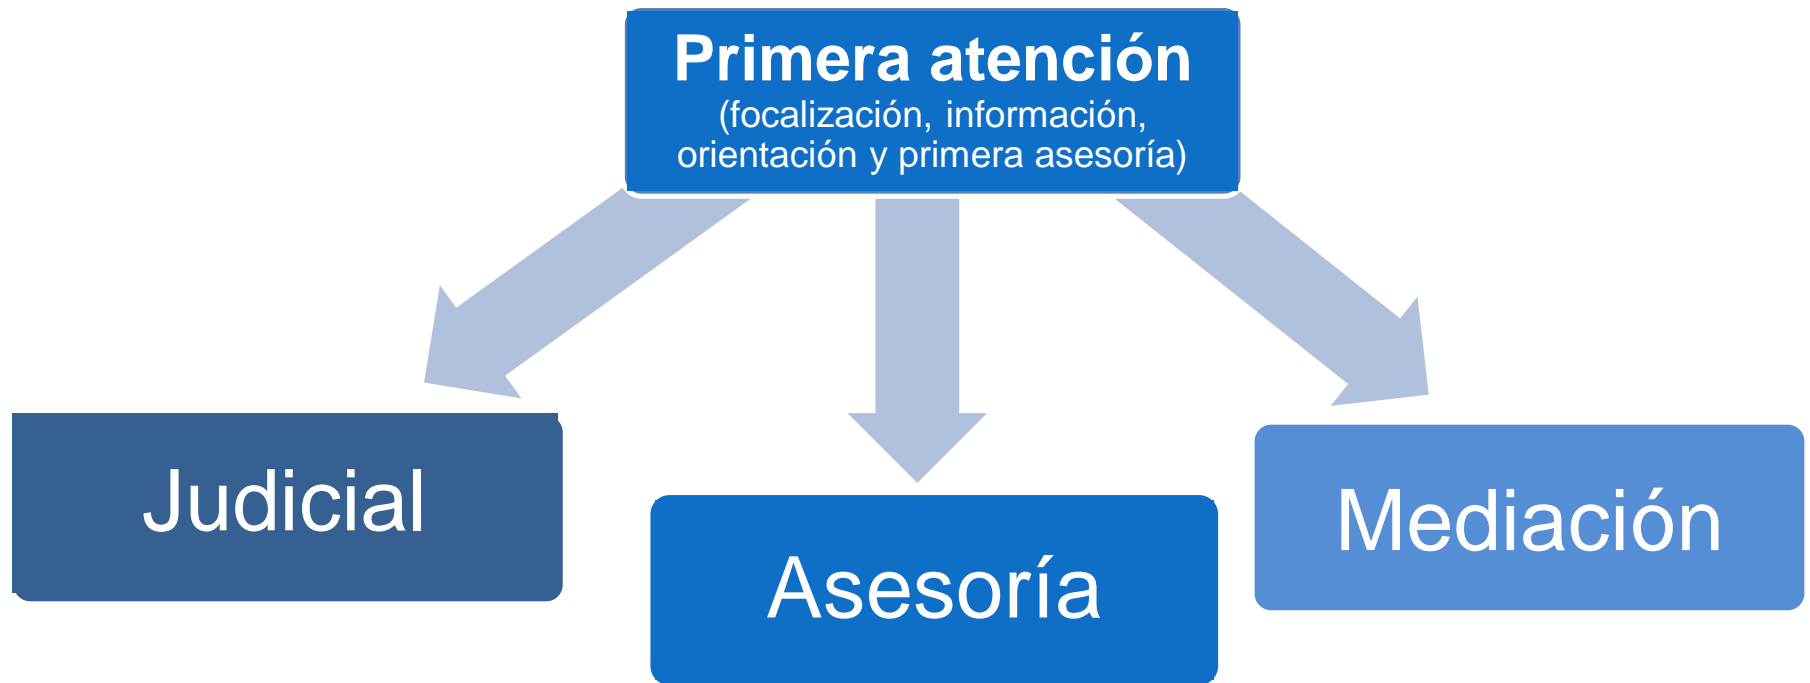 Primera atención
(focalización, información,
orientación y primera asesoría)
Judicial
Asesoría
Mediación